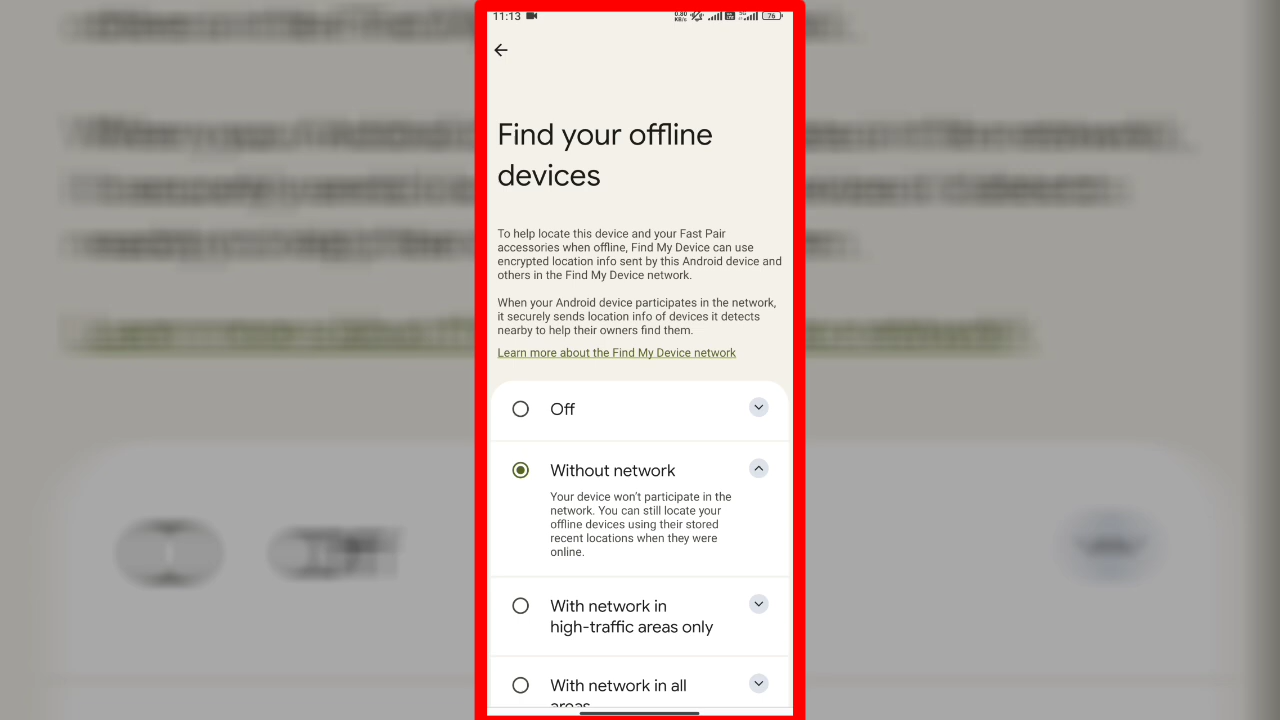 11:13
0.80
KB/s
76
Find your offline
devices
To help locate this device and your Fast Pair
accessories when offline, Find My Device can use
encrypted location info sent by this Android device and
others in the Find My Device network.
When your Android device participates in the network,
it securely sends location info of devices it detects
nearby to help their owners find them.
Learn more about the Find My Device network
Off
Without network
Your device won't participate in the
network. You can still locate your
offline devices using their stored
recent locations when they were
online.
With network in
high-traffic areas only
With network in all
areas